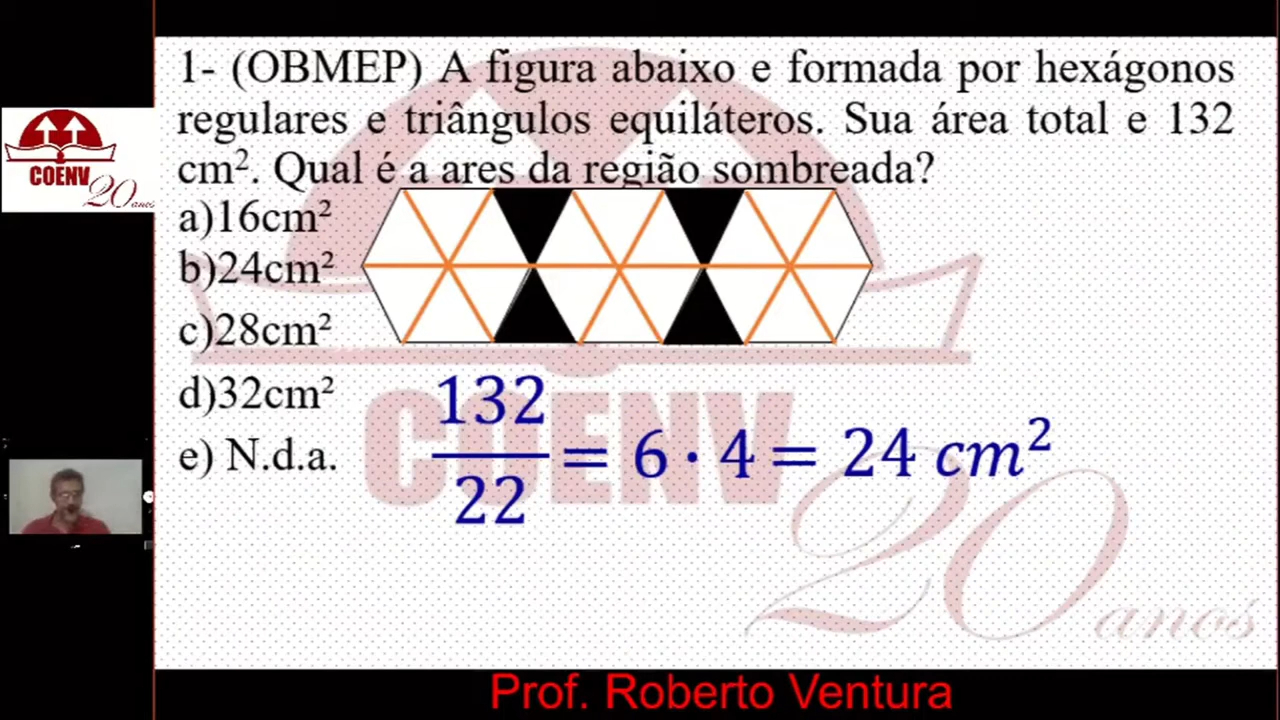 1- (OBMEP) A figura abaixo e formada por hexágonos
regulares e triângulos equiláteros. Sua área total e 132
cm². Qual é a ares da região sombreada?
a)16cm²
b)24cm²
c)28cm²
d)32cm²
e) N.d.a.
132
22
= 6 · 4 = 24 cm²
COENV
20 anos
COENV
20 anos
Prof. Roberto Ventura